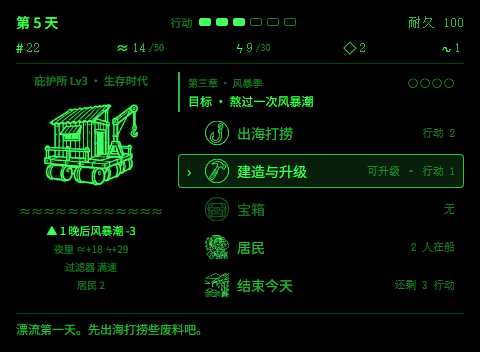 第 5 天 行动 耐久 100
# 22 ≈ 14 /50 ϟ 9 /30 ◇ 2 ∿ 1
庇护所 Lv3 · 生存时代
第三章 · 风暴季 ○○○○
目标 · 熬过一次风暴潮
出海打捞 行动 2
› 建造与升级 可升级 · 行动 1
宝箱 无
居民 2 人在船
结束今天 还剩 3 行动
≈≈≈≈≈≈≈≈≈≈≈≈
▲ 1 晚后风暴潮 -3
夜里 ≈+18 ϟ+29
过滤器 满速
居民 2
漂流第一天。先出海打捞些废料吧。